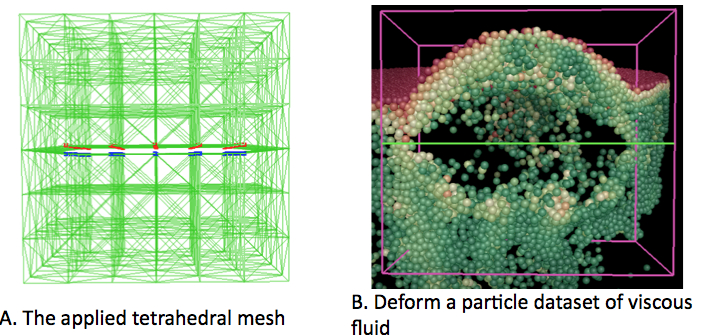 A. The applied tetrahedral mesh
B. Deform a particle dataset of viscous
fluid